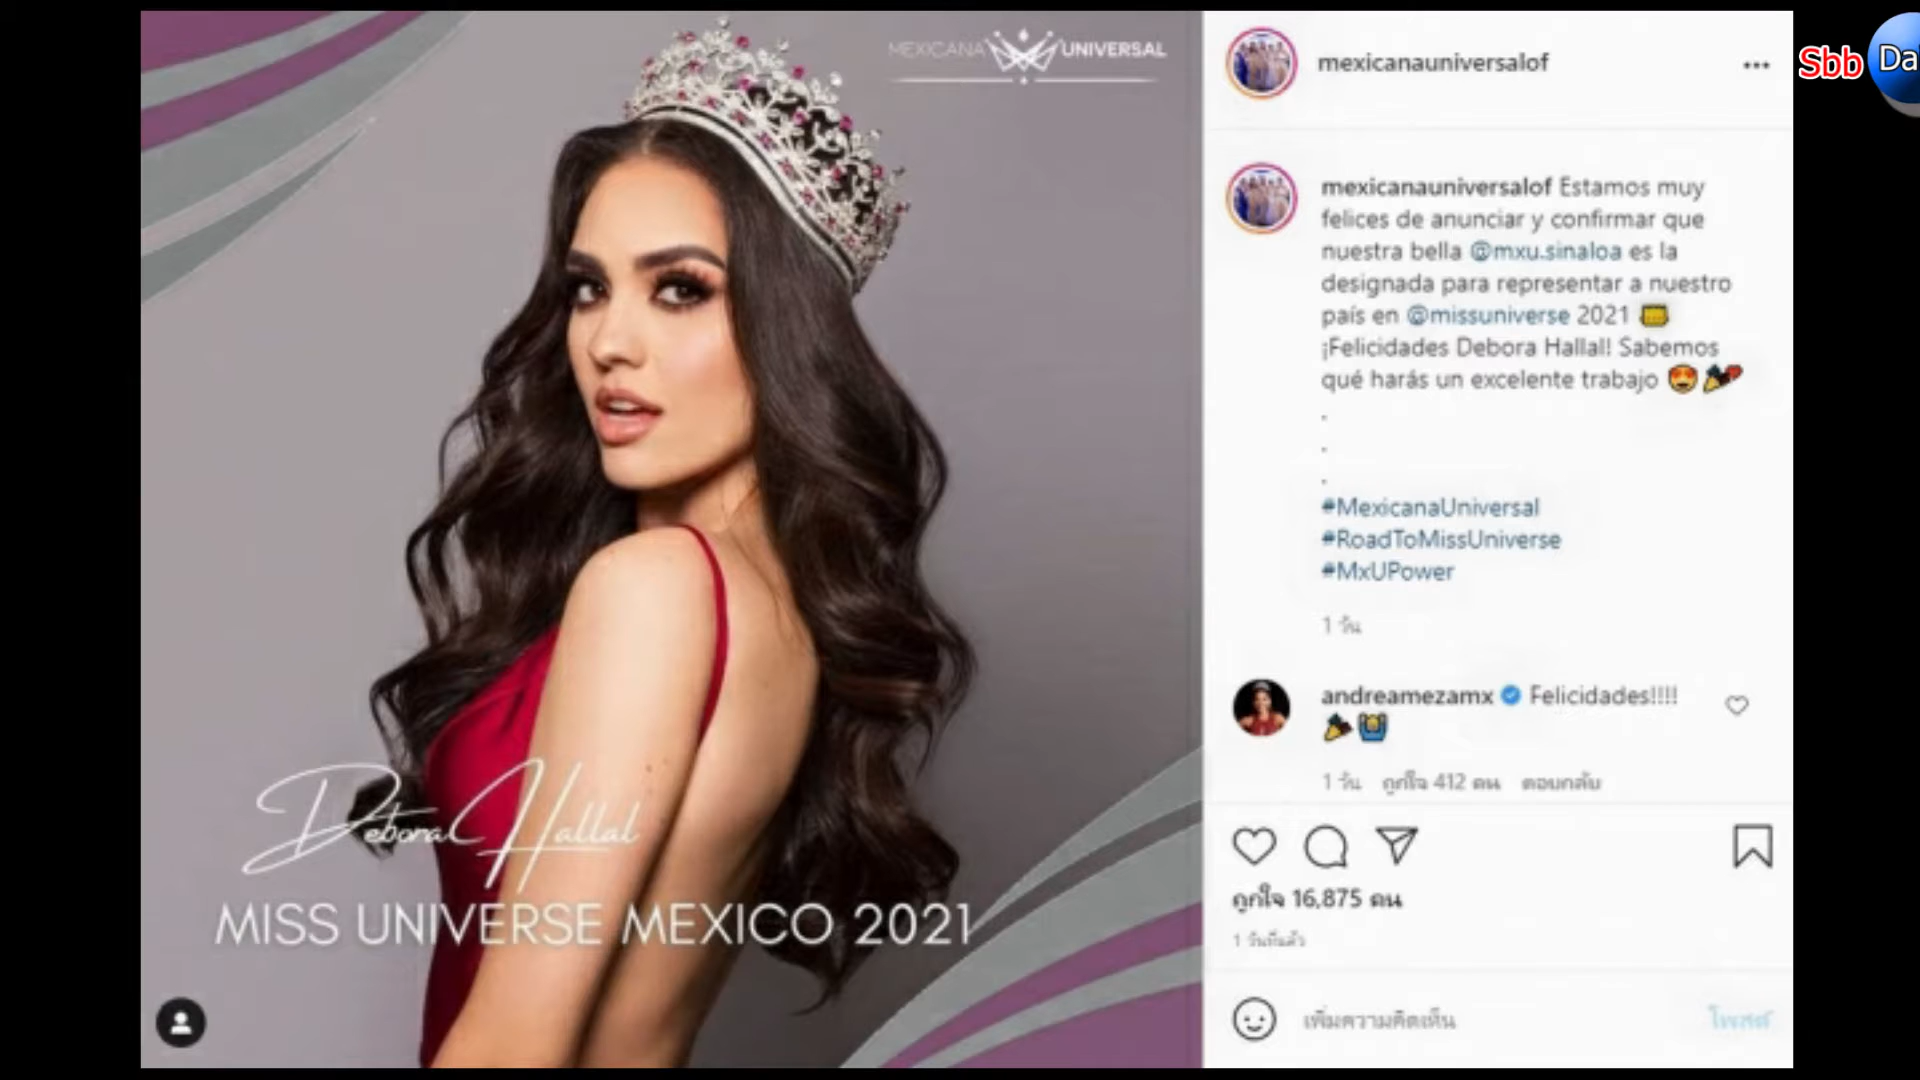 MEXICANA UNIVERSAL
Debora Hallal
MISS UNIVERSE MEXICO 2021
mexicanauniversalof
Sbb
Da
mexicanauniversalof Estamos muy
felices de anunciar y confirmar que
nuestra bella @mxu.sinaloa es la
designada para representar a nuestro
país en @missuniverse 2021
¡Felicidades Debora Hallal! Sabemos
qué harás un excelente trabajo
.
.
.
#MexicanaUniversal
#RoadToMissUniverse
#MxUPower
1 วัน
andreamezamx Felicidades!!!!
1 วัน ถูกใจ 412 คน ตอบกลับ
ถูกใจ 16,875 คน
1 วันที่แล้ว
เพิ่มความคิดเห็น
โพสต์